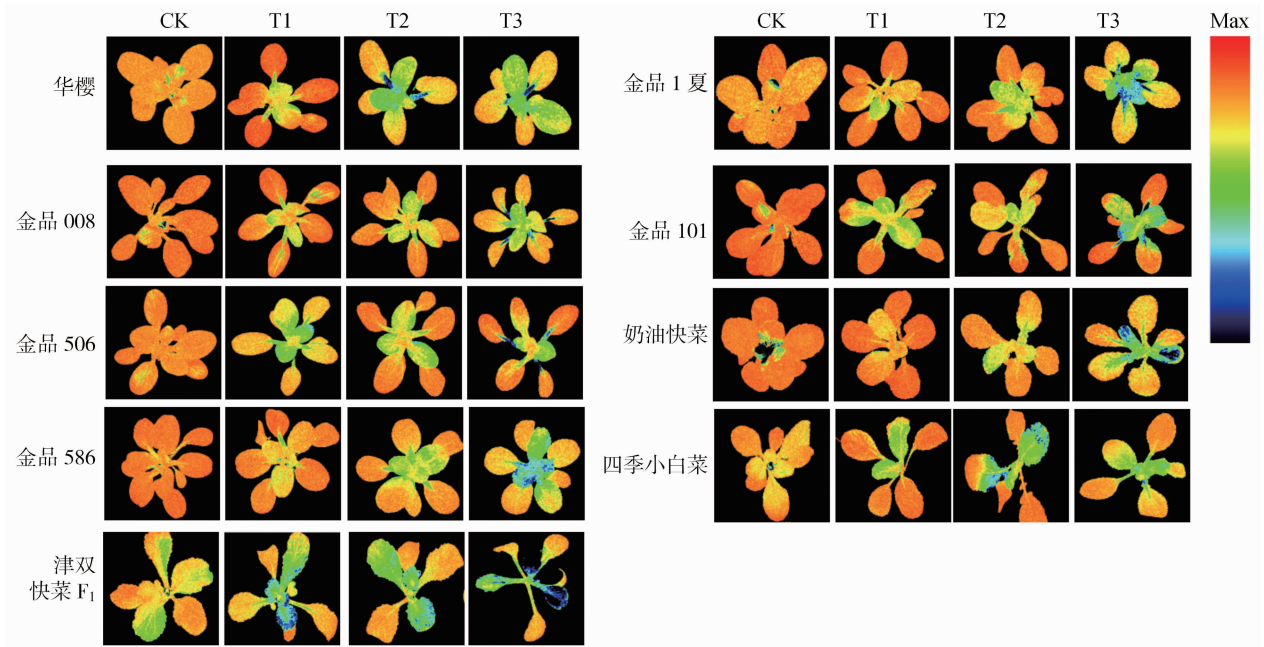 CK T1 T2 T3
华樱
金品 008
金品 506
金品 586
津双
快菜 F₁
CK T1 T2 T3 Max
金品 1 夏
金品 101
奶油快菜
四季小白菜